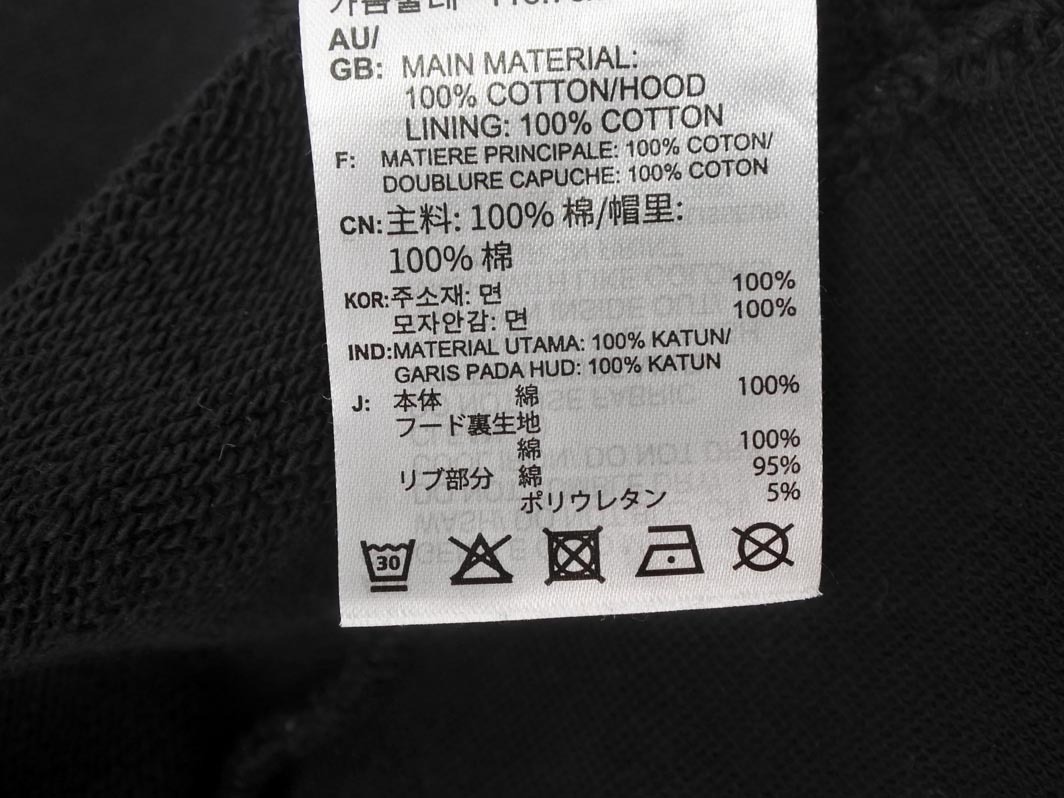 AU/
GB: MAIN MATERIAL:
100% COTTON/HOOD
LINING: 100% COTTON
F: MATIERE PRINCIPALE: 100% COTON/
DOUBLURE CAPUCHE: 100% COTON
CN: 主料: 100% 棉/帽里:
100% 棉
KOR: 주소재: 면 100%
모자안감: 면 100%
IND: MATERIAL UTAMA: 100% KATUN/
GARIS PADA HUD: 100% KATUN
J: 本体 綿 100%
フード裏生地
綿 100%
リブ部分 綿 95%
ポリウレタン 5%
30